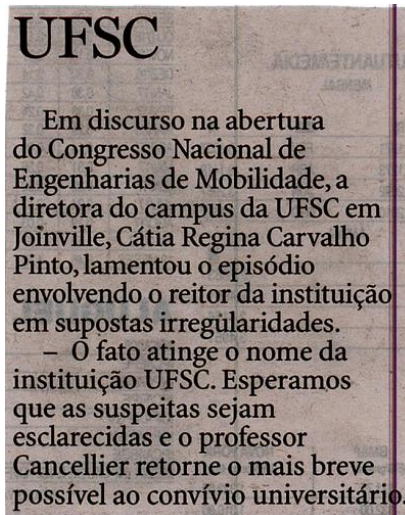 UFSC
Em discurso na abertura
do Congresso Nacional de
Engenharias de Mobilidade, a
diretora do campus da UFSC em
Joinville, Cátia Regina Carvalho
Pinto, lamentou o episódio
envolvendo o reitor da instituição
em supostas irregularidades.
– O fato atinge o nome da
instituição UFSC. Esperamos
que as suspeitas sejam
esclarecidas e o professor
Cancellier retorne o mais breve
possível ao convívio universitário.